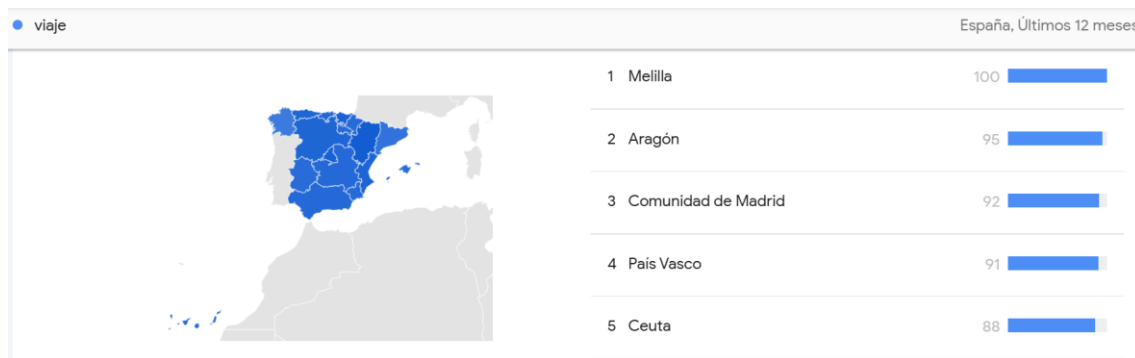 viaje
España, Últimos 12 meses
1 Melilla 100
2 Aragón 95
3 Comunidad de Madrid 92
4 País Vasco 91
5 Ceuta 88